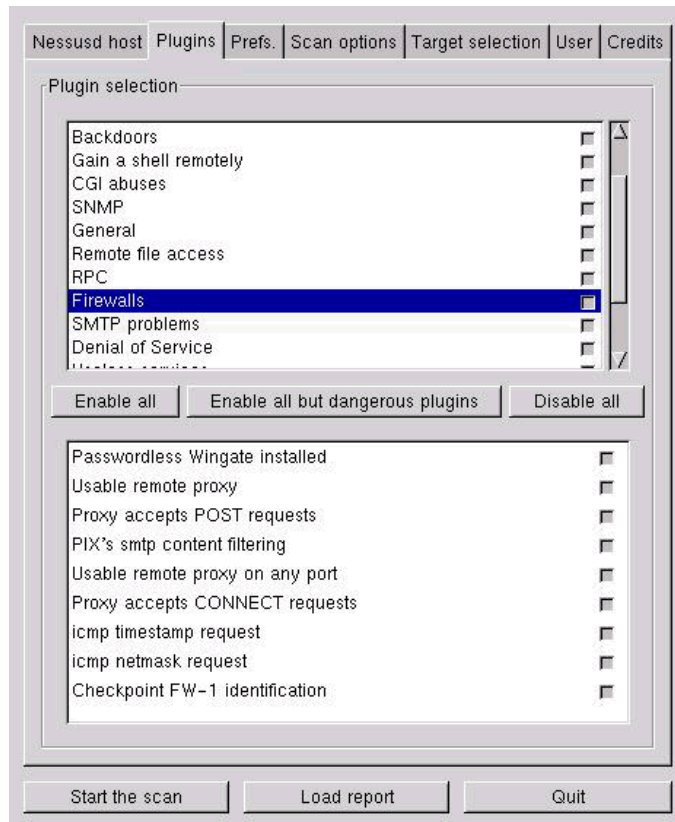 Nessusd host Plugins Prefs. Scan options Target selection User Credits
Plugin selection
Backdoors
Gain a shell remotely
CGI abuses
SNMP
General
Remote file access
RPC
Firewalls
SMTP problems
Denial of Service
Enable all Enable all but dangerous plugins Disable all
Passwordless Wingate installed
Usable remote proxy
Proxy accepts POST requests
PIX's smtp content filtering
Usable remote proxy on any port
Proxy accepts CONNECT requests
icmp timestamp request
icmp netmask request
Checkpoint FW-1 identification
Start the scan Load report Quit